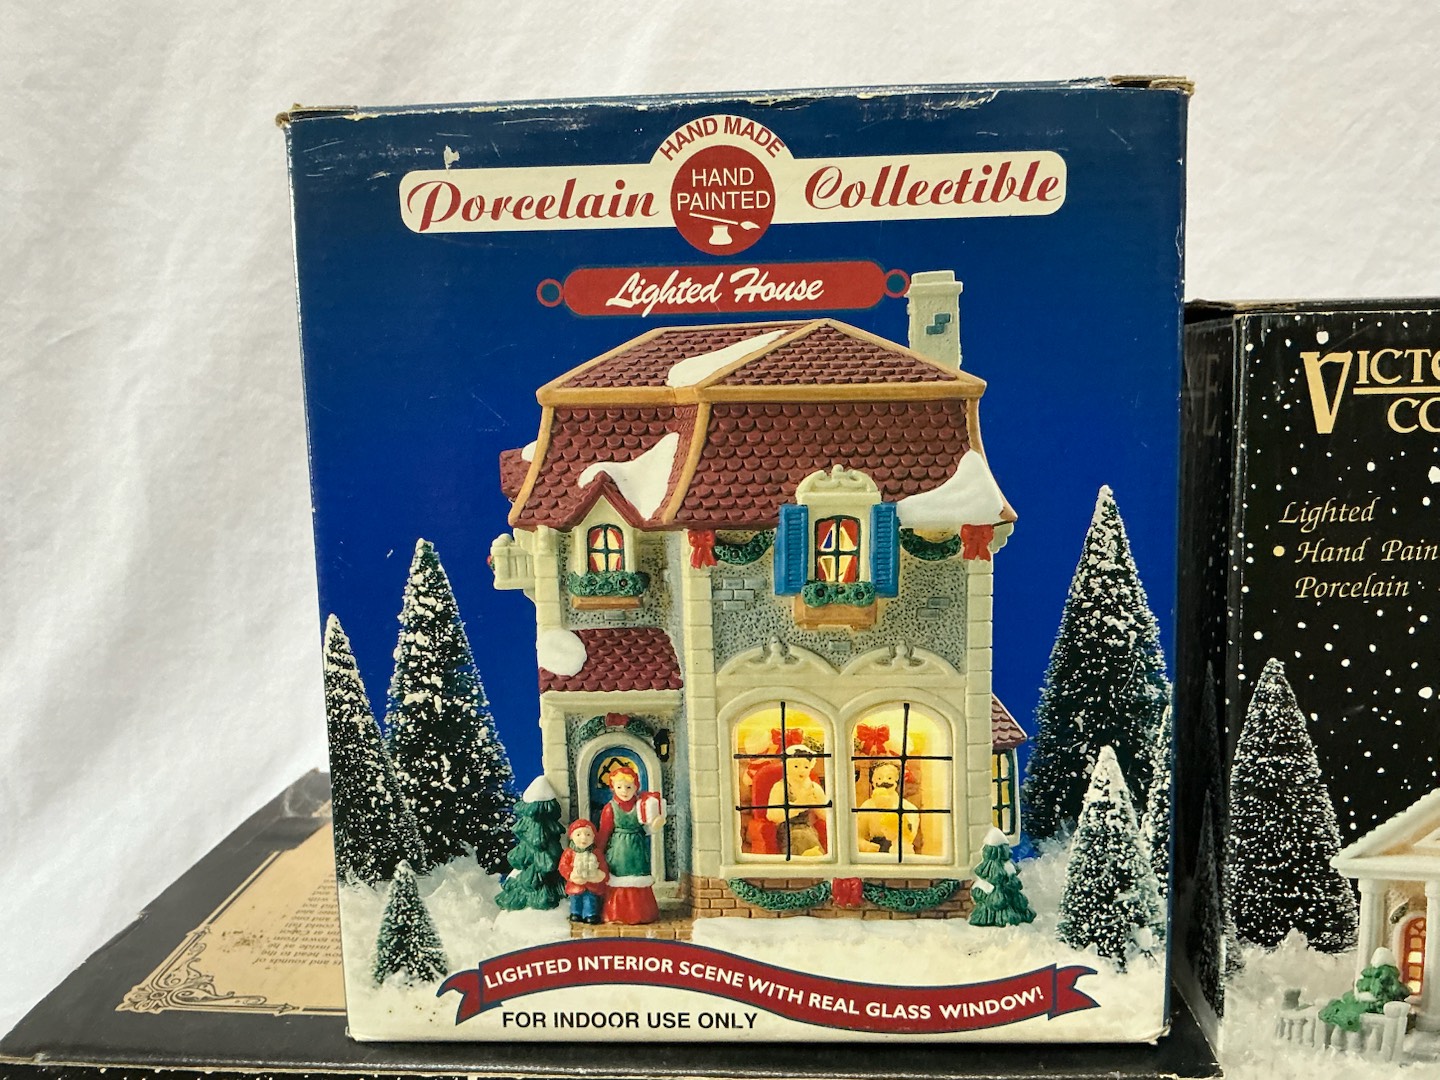 HAND MADE
Porcelain HAND PAINTED Collectible
Lighted House
LIGHTED INTERIOR SCENE WITH REAL GLASS WINDOW!
FOR INDOOR USE ONLY
Lighted
• Hand
Porcelain